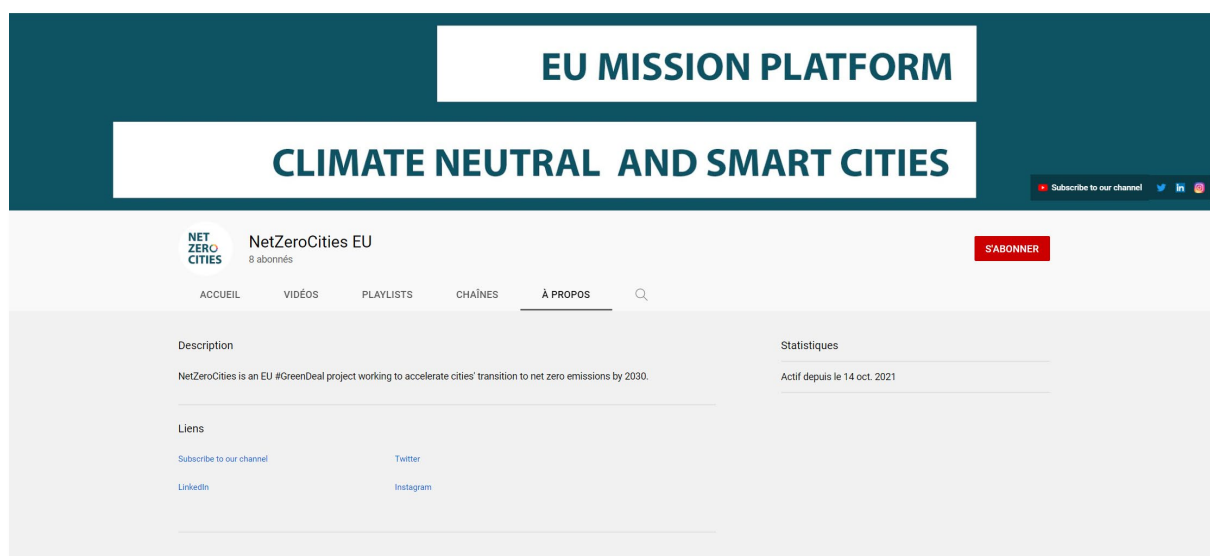 EU MISSION PLATFORM
CLIMATE NEUTRAL AND SMART CITIES
Subscribe to our channel
NET
ZERO
CITIES
NetZeroCities EU
8 abonnés
S'ABONNER
ACCUEIL VIDÉOS PLAYLISTS CHAÎNES À PROPOS
Description Statistiques
NetZeroCities is an EU #GreenDeal project working to accelerate cities' transition to net zero emissions by 2030. Actif depuis le 14 oct. 2021
Liens
Subscribe to our channel Twitter
LinkedIn Instagram